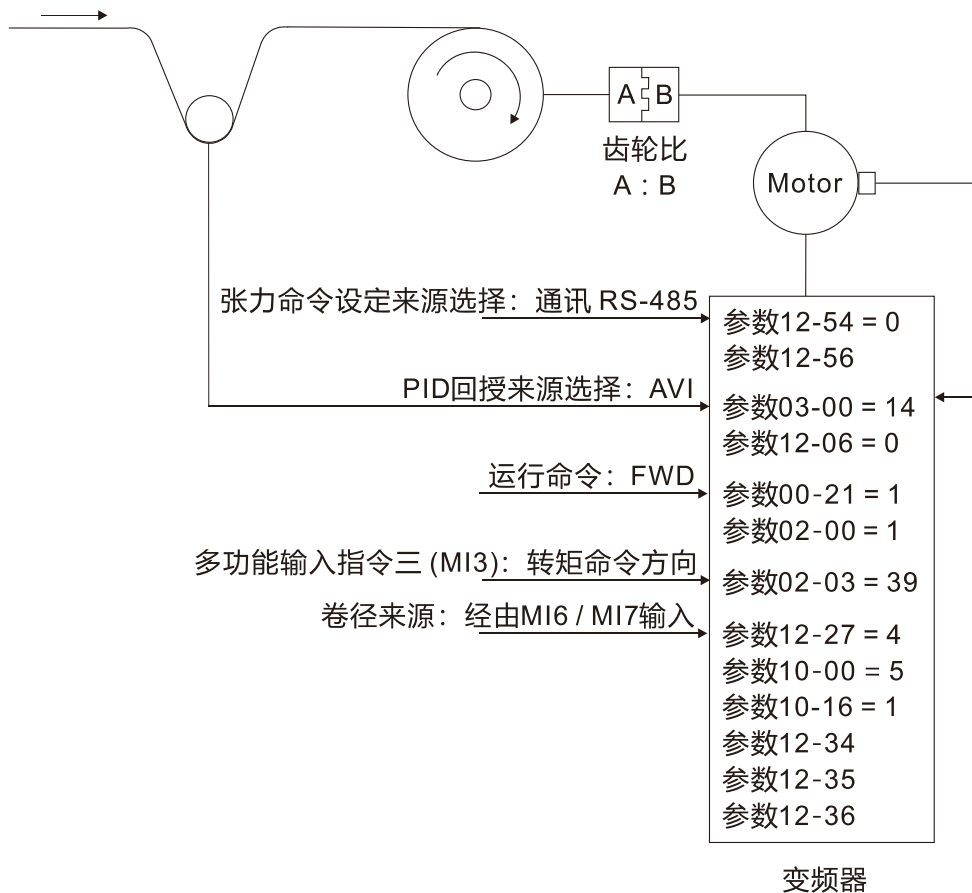 A B
齿轮比
A : B
Motor
张力命令设定来源选择：通讯 RS-485
参数12-54 = 0
参数12-56
PID回授来源选择：AVI
参数03-00 = 14
参数12-06 = 0
运行命令：FWD
参数00-21 = 1
参数02-00 = 1
多功能输入指令三 (MI3)：转矩命令方向
参数02-03 = 39
卷径来源：经由MI6 / MI7输入
参数12-27 = 4
参数10-00 = 5
参数10-16 = 1
参数12-34
参数12-35
参数12-36
变频器